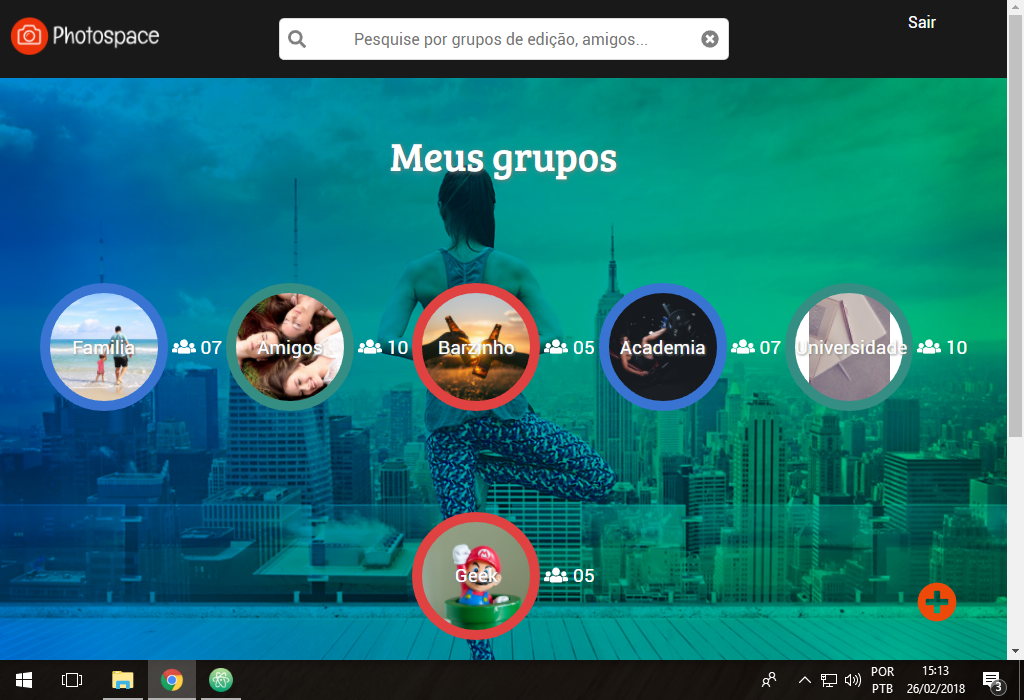 Photospace
Pesquise por grupos de edição, amigos...
Sair
Meus grupos
Família
07
Amigos
10
Barzinho
05
Academia
07
Universidade
10
Geek
05
POR
PTB
15:13
26/02/2018
3